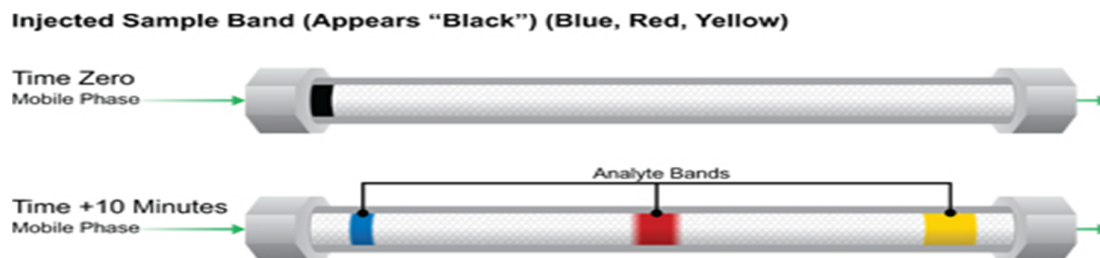 Injected Sample Band (Appears “Black”) (Blue, Red, Yellow)
Time Zero
Mobile Phase
Analyte Bands
Time +10 Minutes
Mobile Phase